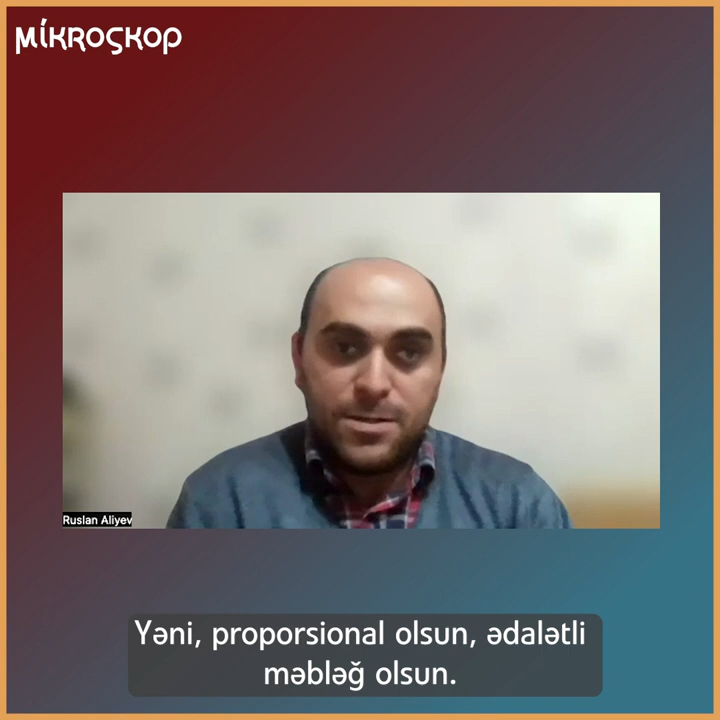 MİKROSKOP
Ruslan Aliyev
Yəni, proporsional olsun, ədalətli
məbləğ olsun.